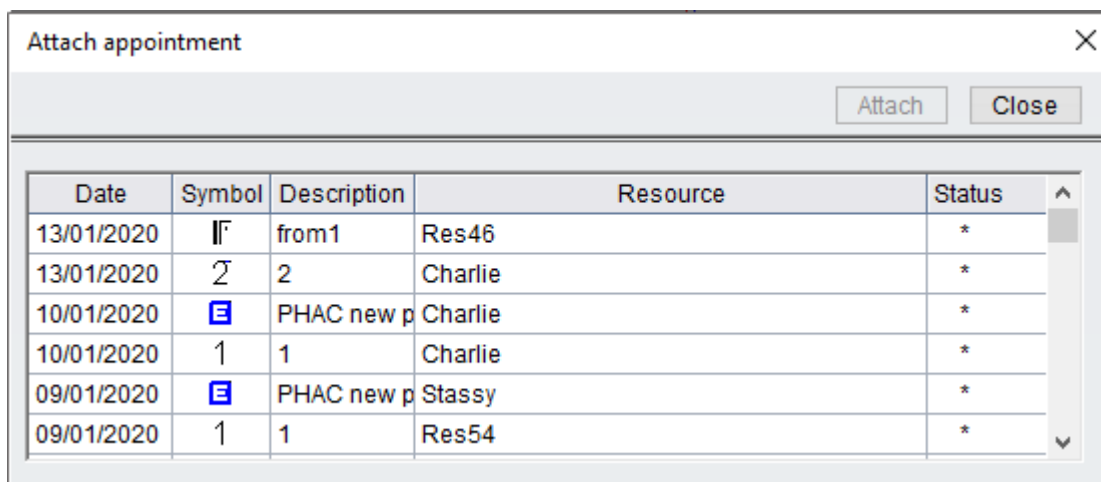 Attach appointment
Attach Close
Date Symbol Description Resource Status
13/01/2020 F from1 Res46 *
13/01/2020 2 2 Charlie *
10/01/2020 E PHAC new p Charlie *
10/01/2020 1 1 Charlie *
09/01/2020 E PHAC new p Stassy *
09/01/2020 1 1 Res54 *